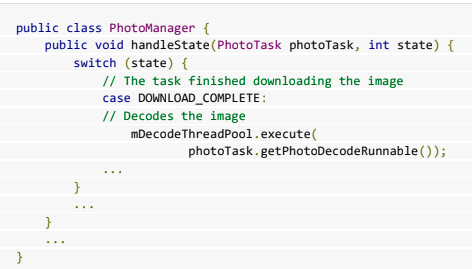 public class PhotoManager {
    public void handleState(PhotoTask photoTask, int state) {
        switch (state) {
            // The task finished downloading the image
            case DOWNLOAD_COMPLETE:
            // Decodes the image
                mDecodeThreadPool.execute(
                        photoTask.getPhotoDecodeRunnable());
            ...
        }
        ...
    }
    ...
}